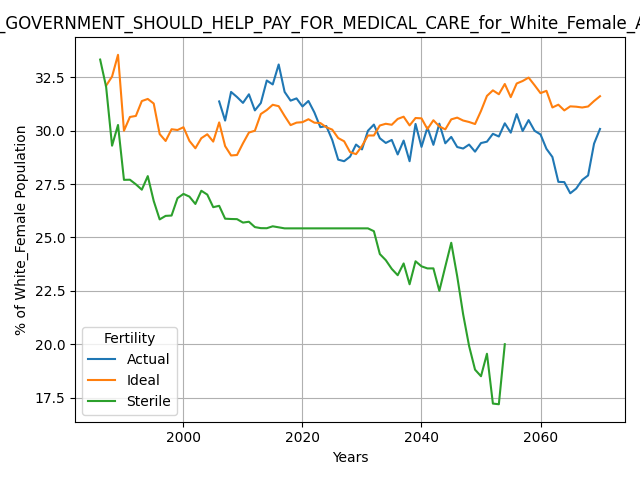 _GOVERNMENT_SHOULD_HELP_PAY_FOR_MEDICAL_CARE_for_White_Female_A
% of White_Female Population
32.5
30.0
27.5
25.0
22.5
20.0
17.5
Fertility
Actual
Ideal
Sterile
2000
2020
2040
2060
Years